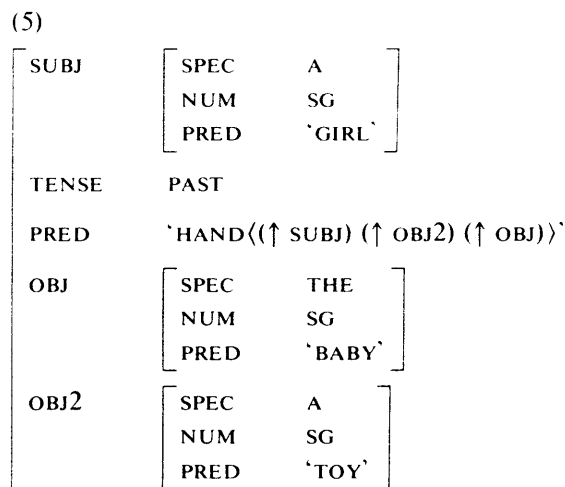 (5)
SUBJ SPEC A
NUM SG
PRED ‘GIRL’
TENSE PAST
PRED ‘HAND⟨(↑ SUBJ) (↑ OBJ2) (↑ OBJ)⟩’
OBJ SPEC THE
NUM SG
PRED ‘BABY’
OBJ2 SPEC A
NUM SG
PRED ‘TOY’